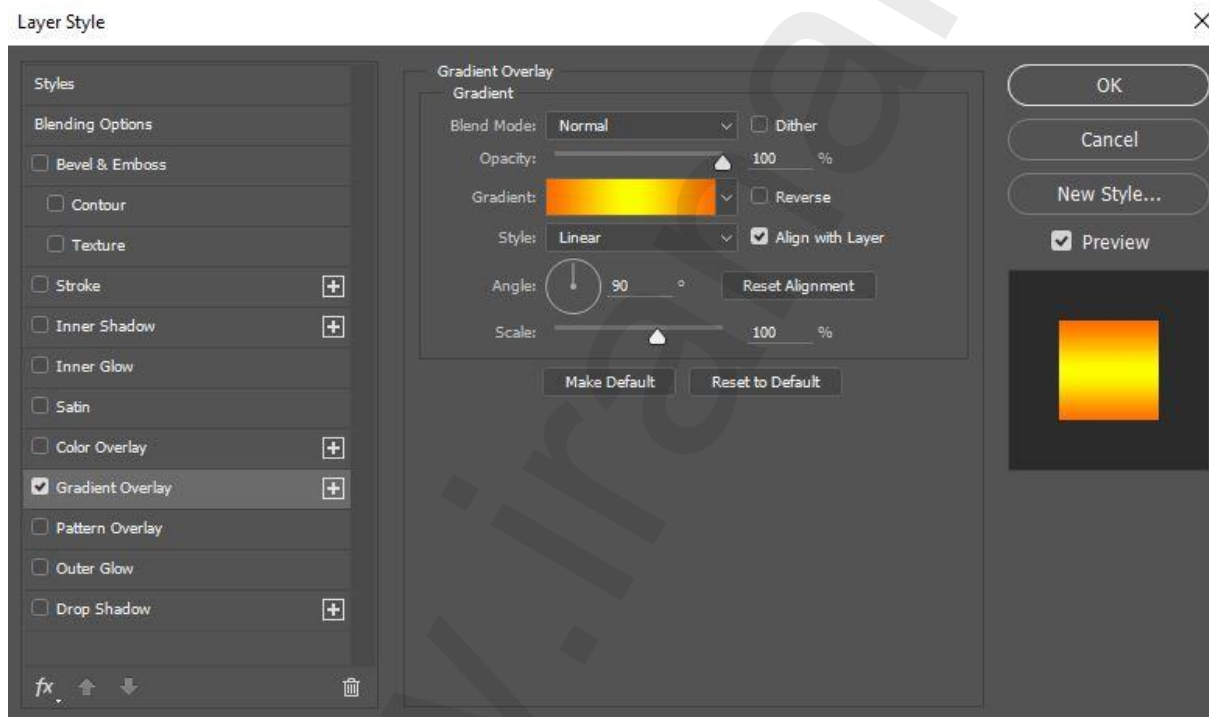 Layer Style
Styles
Blending Options
Bevel & Emboss
Contour
Texture
Stroke
Inner Shadow
Inner Glow
Satin
Color Overlay
Gradient Overlay
Pattern Overlay
Outer Glow
Drop Shadow
fx
Gradient Overlay
Gradient
Blend Mode: Normal Dither
Opacity: 100 %
Gradient: Reverse
Style: Linear Align with Layer
Angle: 90 ° Reset Alignment
Scale: 100 %
Make Default Reset to Default
OK
Cancel
New Style...
Preview